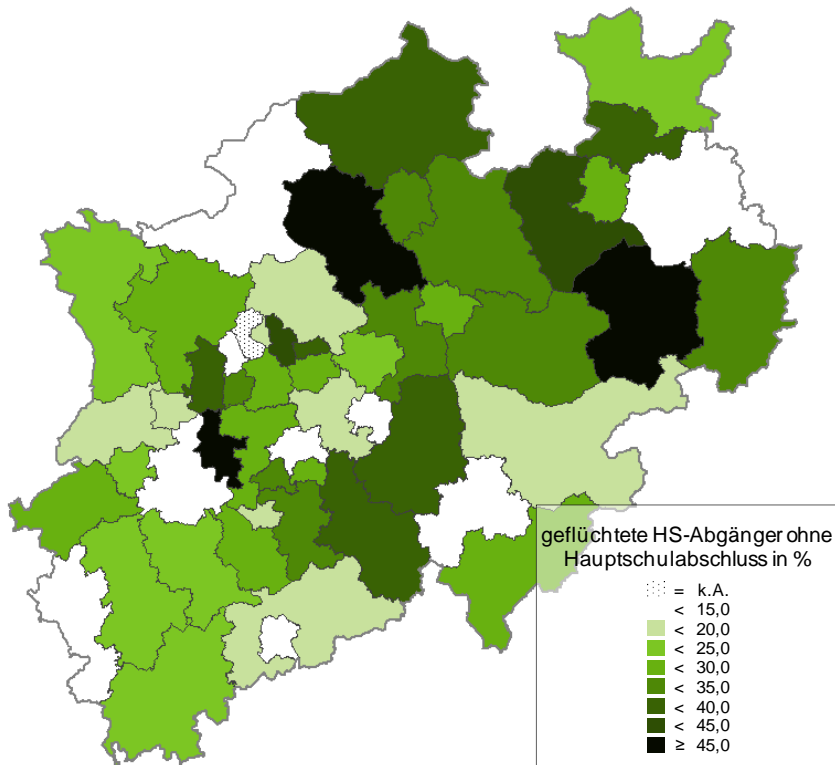 geflüchtete HS-Abgänger ohne
Hauptschulabschluss in %
= k.A.
< 15,0
< 20,0
< 25,0
< 30,0
< 35,0
< 40,0
< 45,0
≥ 45,0